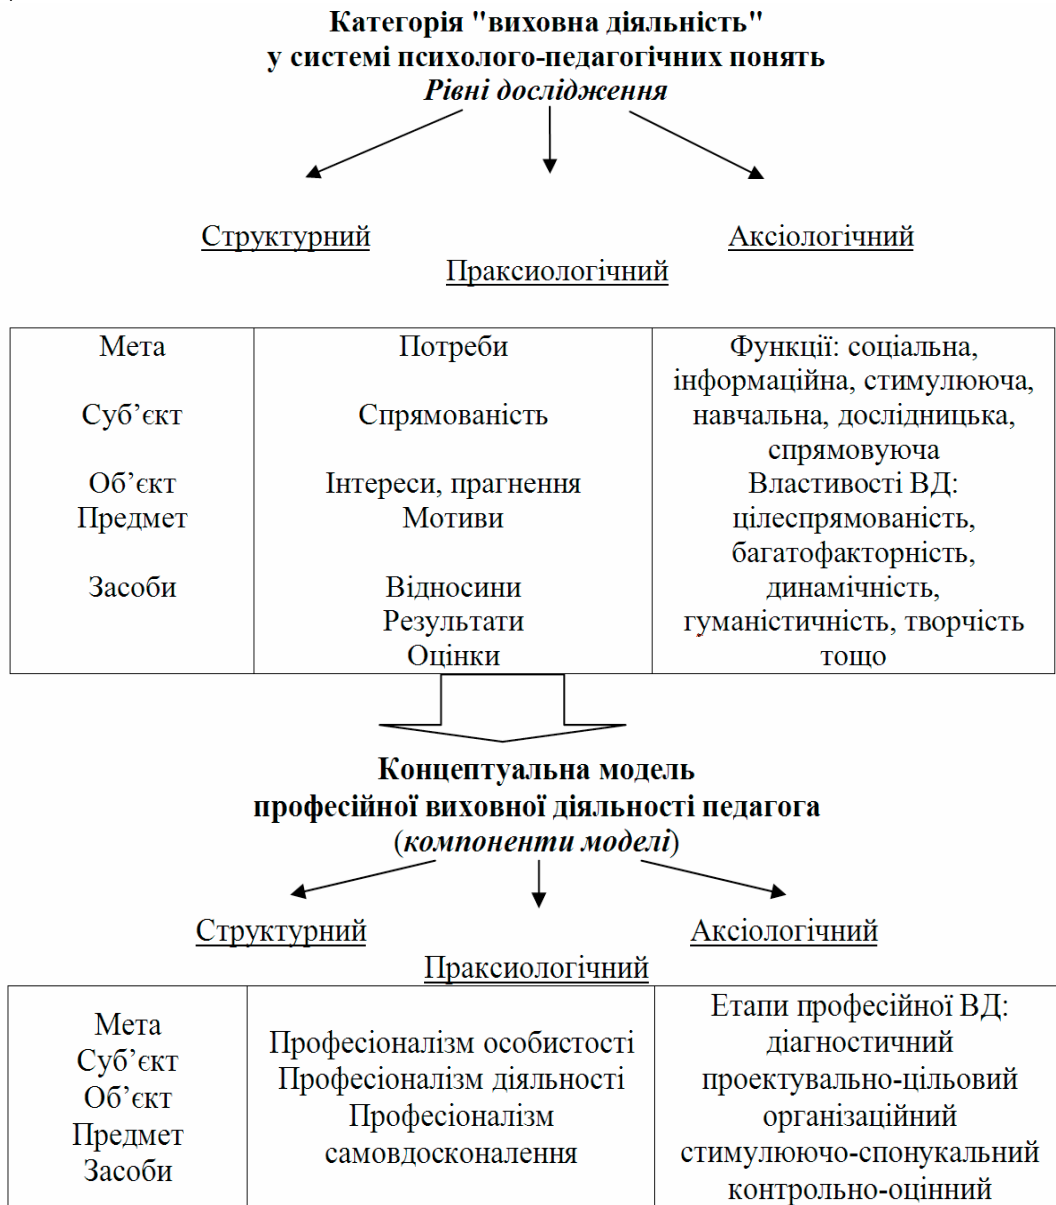 Категорія "виховна діяльність"
у системі психолого-педагогічних понять
Рівні дослідження
Структурний
Аксіологічний
Праксиологічний
Мета
Суб’єкт
Об’єкт
Предмет
Засоби
Потреби
Спрямованість
Інтереси, прагнення
Мотиви
Відносини
Результати
Оцінки
Функції: соціальна,
інформаційна, стимулююча,
навчальна, дослідницька,
спрямовуюча
Властивості ВД:
цілеспрямованість,
багатофакторність,
динамічність,
гуманістичність, творчість
тощо
Концептуальна модель
професійної виховної діяльності педагога
(компоненти моделі)
Структурний
Аксіологічний
Праксиологічний
Мета
Суб’єкт
Об’єкт
Предмет
Засоби
Професіоналізм особистості
Професіоналізм діяльності
Професіоналізм
самовдосконалення
Етапи професійної ВД:
діагностичний
проектувально-цільовий
організаційний
стимулюючо-спонукальний
контрольно-оцінний